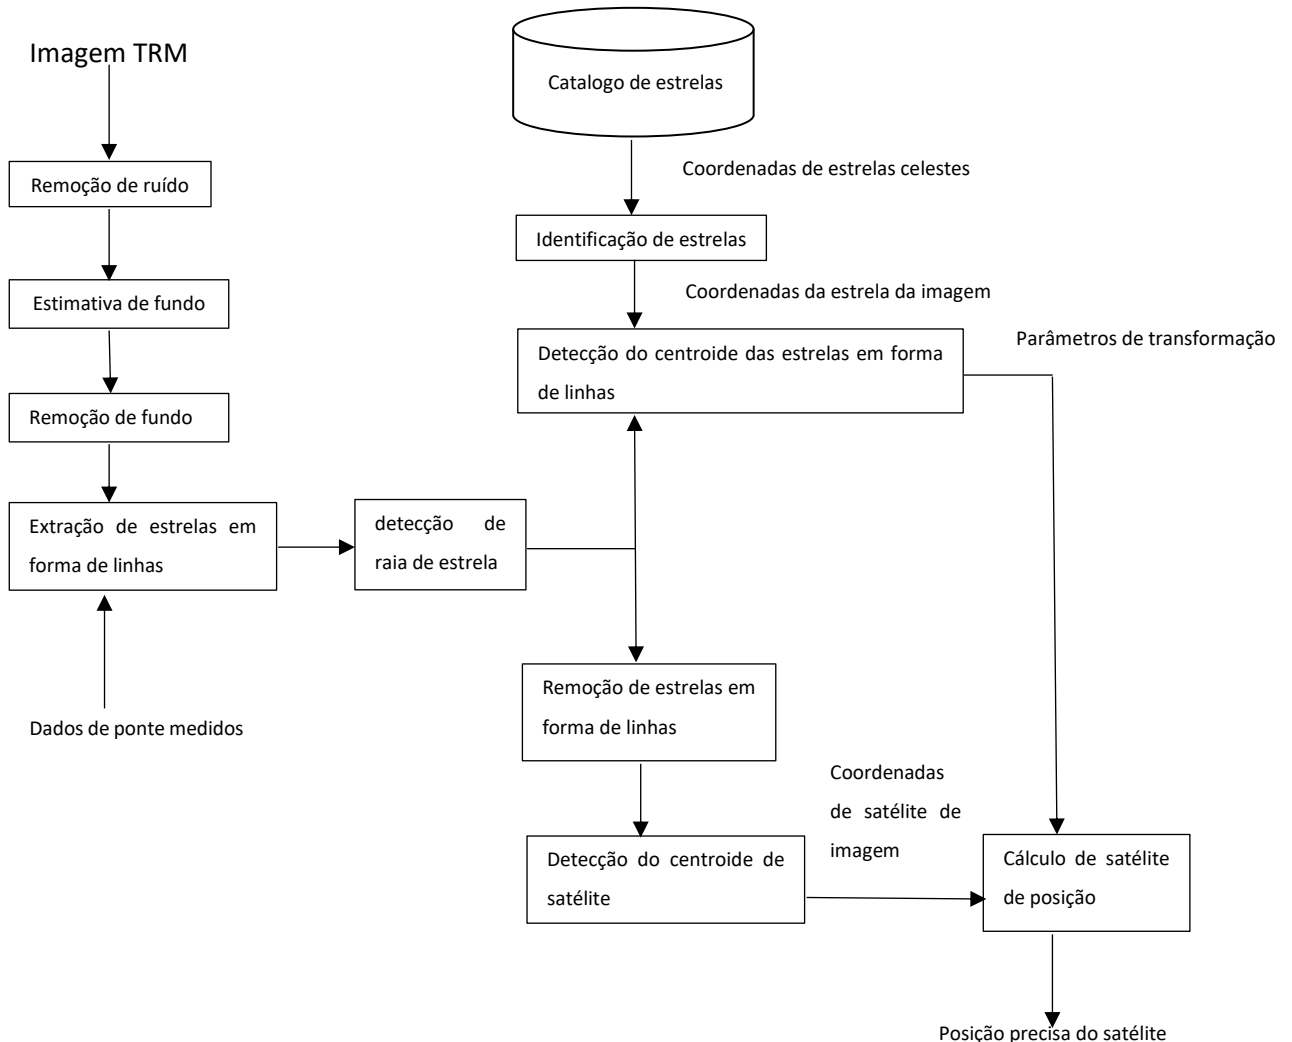 Imagem TRM
Catalogo de estrelas
Coordenadas de estrelas celestes
Remoção de ruído
Identificação de estrelas
Coordenadas da estrela da imagem
Estimativa de fundo
Parâmetros de transformação
Detecção do centroide das estrelas em forma
de linhas
Remoção de fundo
Extração de estrelas em
forma de linhas
detecção de
raia de estrela
Dados de ponte medidos
Remoção de estrelas em
forma de linhas
Coordenadas
de satélite de
imagem
Detecção do centroide de
satélite
Cálculo de satélite
de posição
Posição precisa do satélite